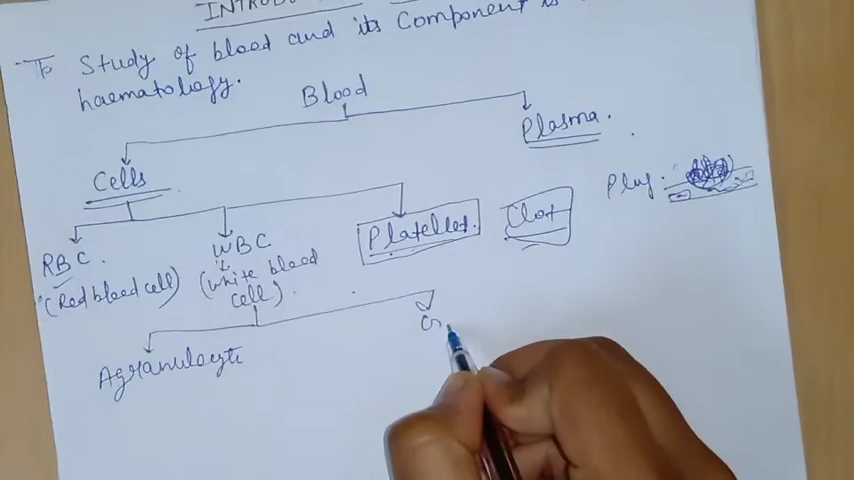 To Study of blood and its Component is
haematology.
Blood
Plasma.
Cells
Plug.
RBC.
(Red blood cell)
WBC
(White blood
cell).
Platellet.
Clot
Agranulocyte
G